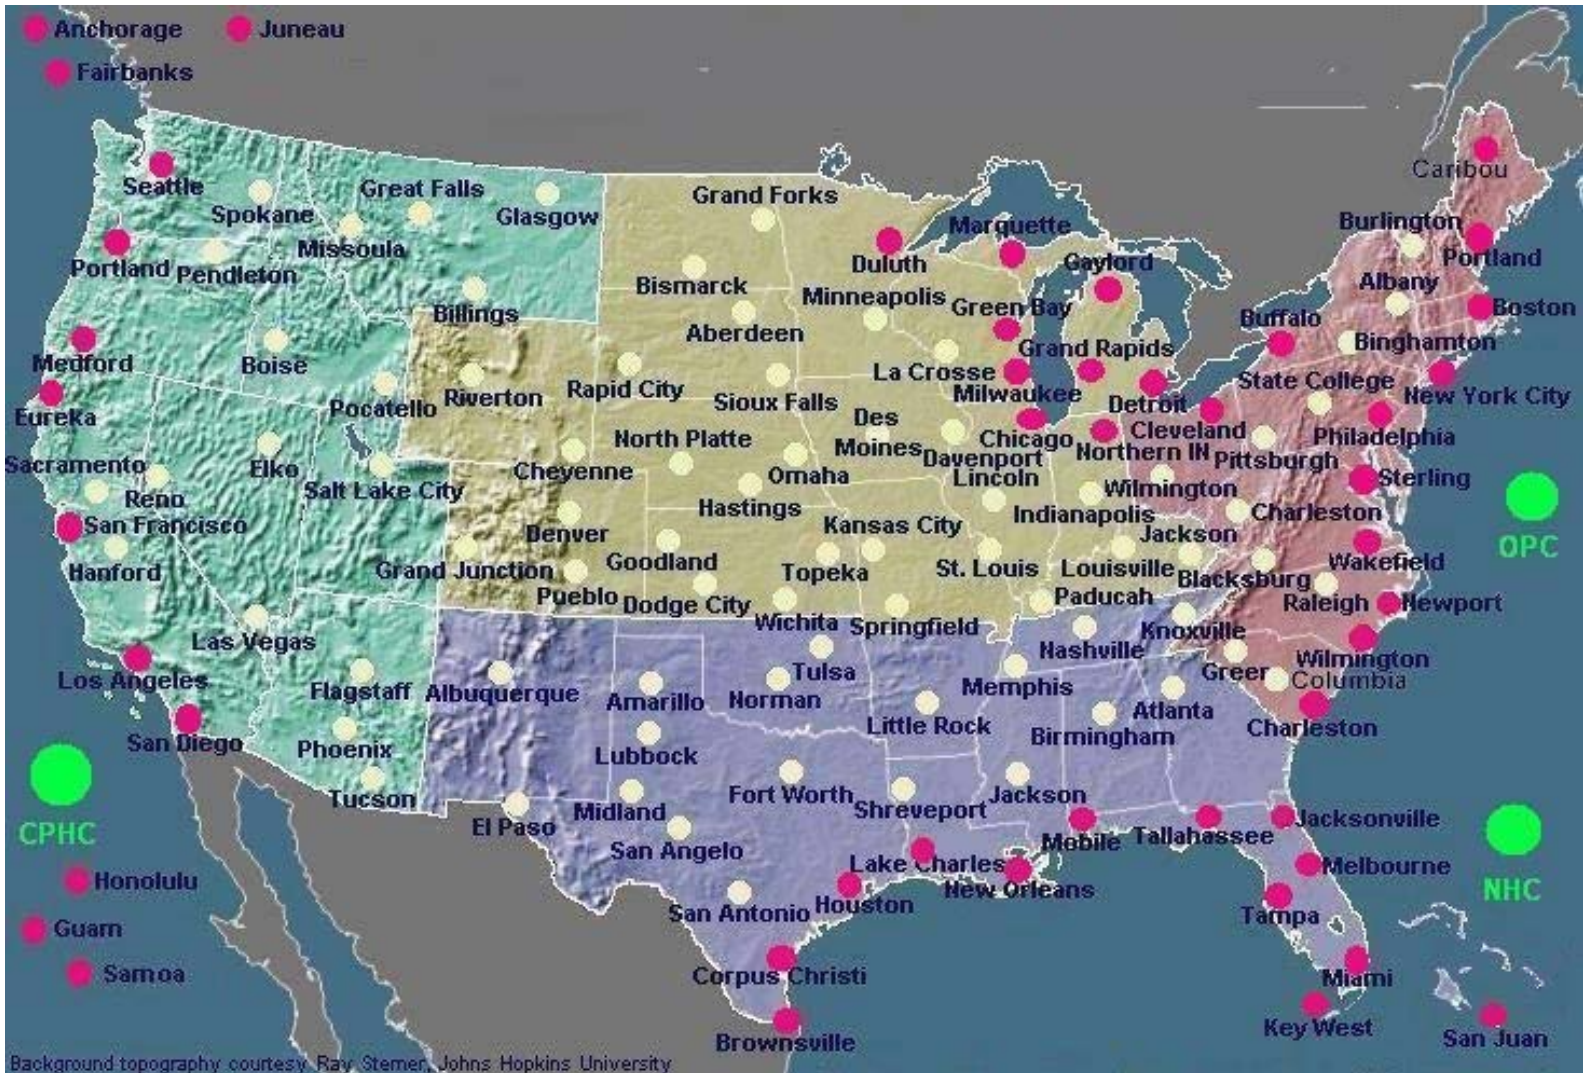 Anchorage
Juneau
Fairbanks
Caribou
Seattle
Great Falls
Grand Forks
Spokane
Glasgow
Marquette
Burlington
Missoula
Portland
Pendleton
Duluth
Gaylord
Portland
Bismarck
Minneapolis
Albany
Billings
Green Bay
Boston
Aberdeen
Buffalo
Medford
Boise
Grand Rapids
Binghamton
La Crosse
Riverton
Rapid City
State College
Pocatello
Milwaukee
New York City
Eureka
Sioux Falls
Detroit
Des
Moines
North Platte
Chicago
Cleveland
Philadelphia
Sacramento
Elko
Cheyenne
Davenport
Northern IN
Pittsburgh
Reno
Salt Lake City
Omaha
Lincoln
Sterling
Wilmington
Hastings
Indianapolis
Charleston
San Francisco
Denver
Kansas City
Jackson
OPC
Hanford
Grand Junction
Goodland
Topeka
St. Louis
Louisville
Blacksburg
Wakefield
Pueblo
Dodge City
Paducah
Raleigh
Newport
Las Vegas
Wichita
Springfield
Nashville
Knoxville
Los Angeles
Flagstaff
Albuquerque
Amarillo
Tulsa
Norman
Memphis
Greer
Wilmington
Columbia
San Diego
Phoenix
Little Rock
Birmingham
Atlanta
Charleston
Lubbock
Tucson
Midland
Fort Worth
Shreveport
Jackson
CPHC
El Paso
San Angelo
Mobile
Tallahassee
Jacksonville
Lake Charles
Melbourne
Honolulu
New Orleans
NHC
San Antonio
Houston
Tampa
Guam
Samoa
Corpus Christi
Miami
Brownsville
Key West
San Juan
Background topography courtesy Ray Sterner, Johns Hopkins University